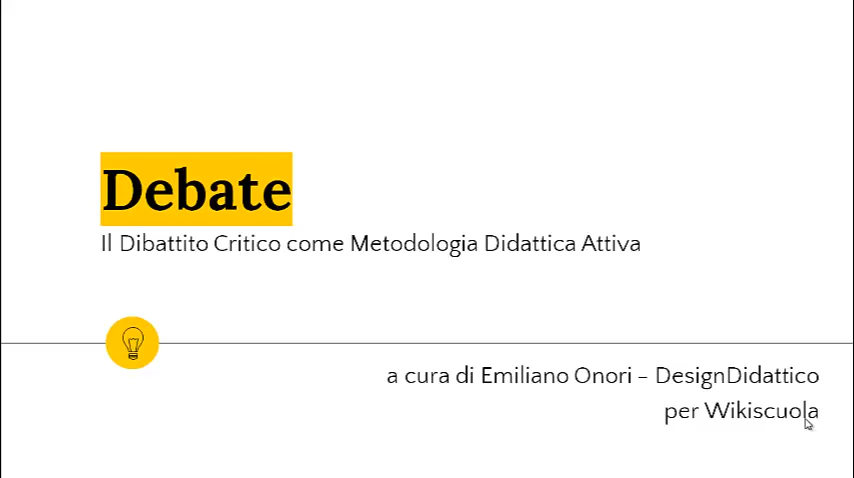 Debate
Il Dibattito Critico come Metodologia Didattica Attiva
a cura di Emiliano Onori – DesignDidattico
per Wikiscuola